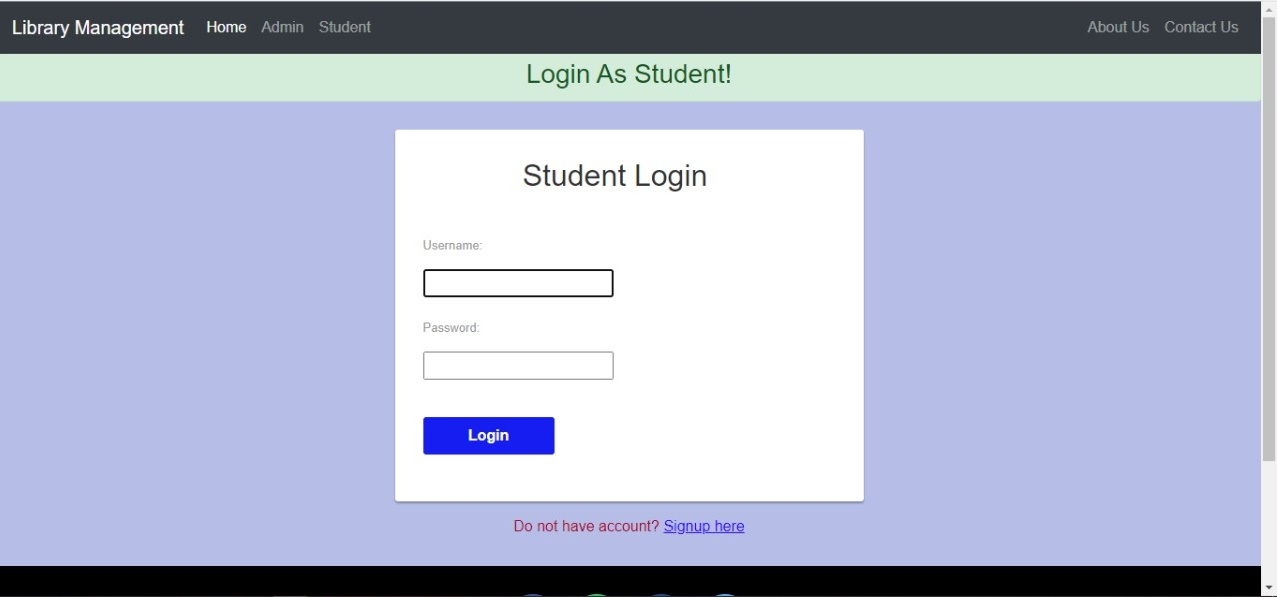 Library Management Home Admin Student About Us Contact Us
Login As Student!
Student Login
Username:
Password:
Login
Do not have account? Signup here